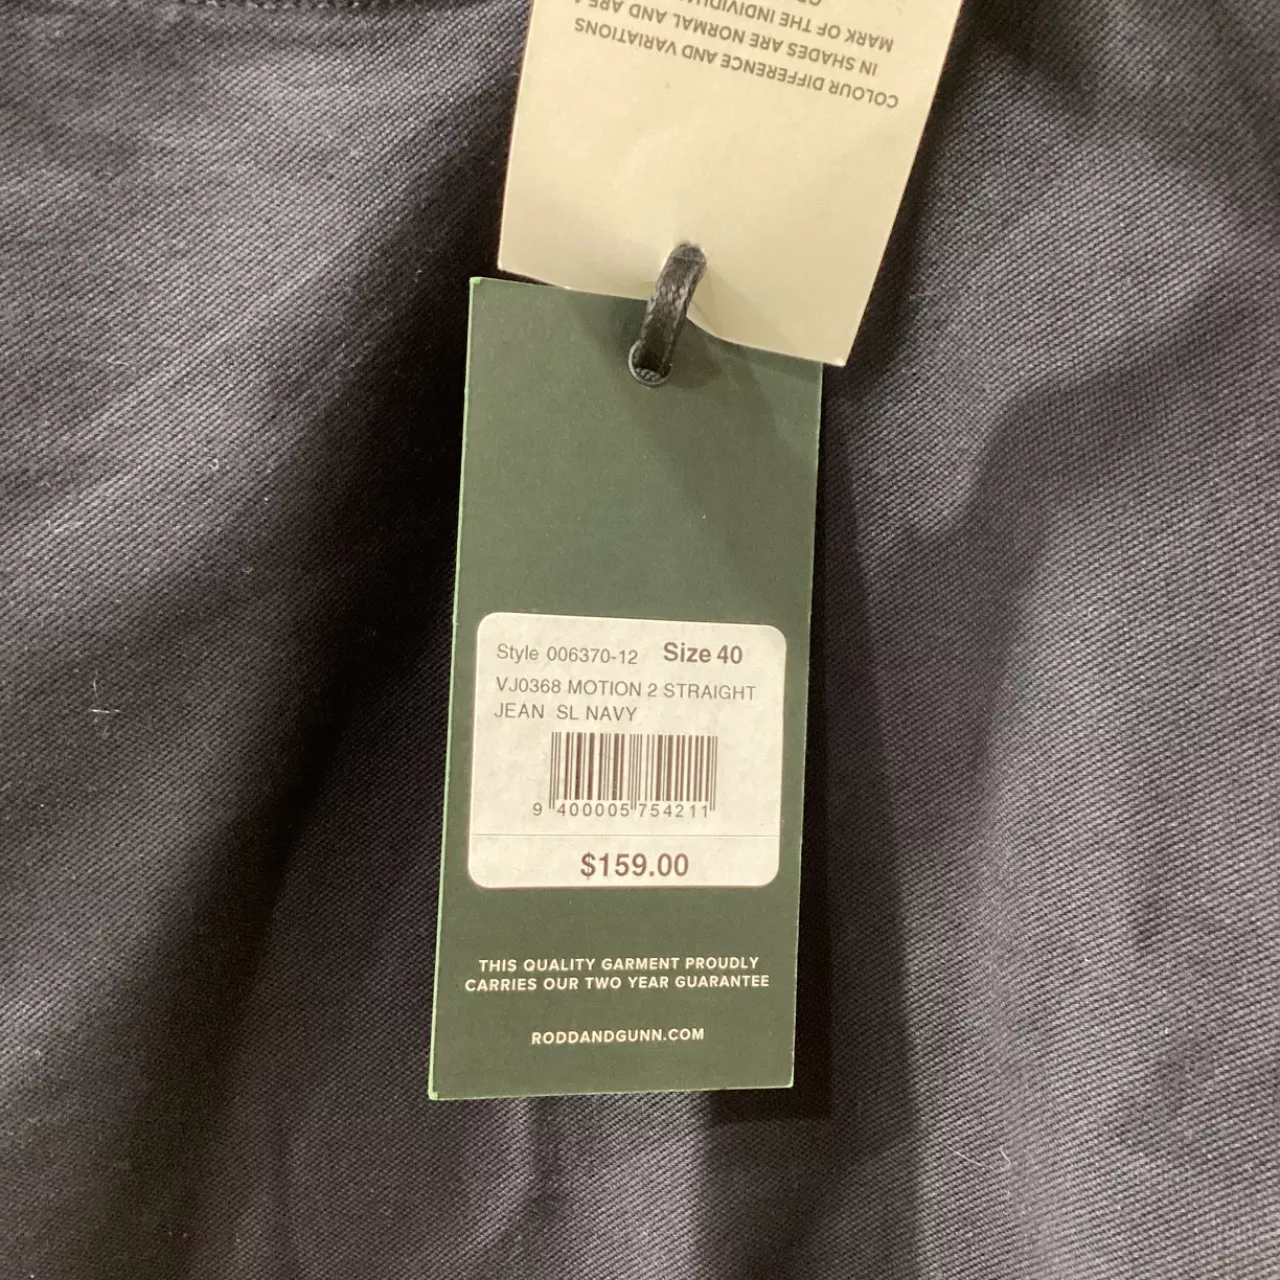 COLOUR DIFFERENCE AND VARIATIONS
IN SHADES ARE NORMAL AND ARE
MARK OF THE
Style 006370-12 Size 40
VJ0368 MOTION 2 STRAIGHT
JEAN SL NAVY
9 400005 754211
$159.00
THIS QUALITY GARMENT PROUDLY
CARRIES OUR TWO YEAR GUARANTEE
RODDANDGUNN.COM